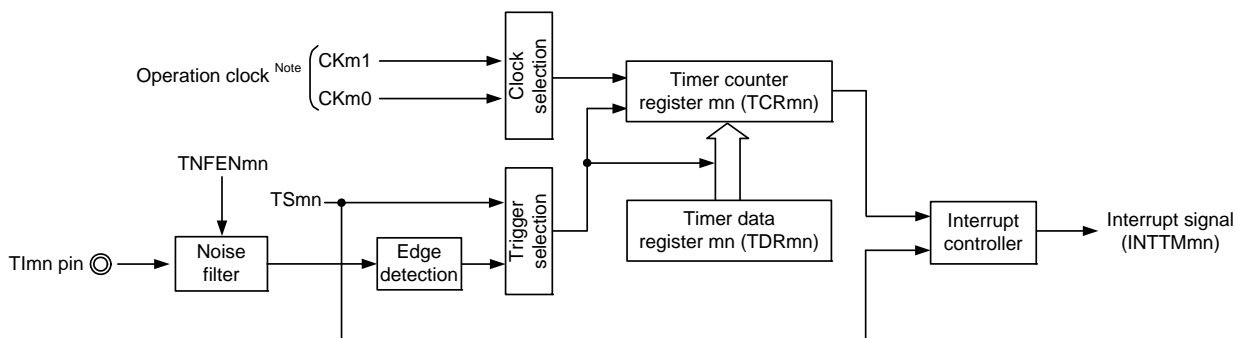 Operation clock Note
CKm1
CKm0
Clock
selection
Timer counter
register mn (TCRmn)
TNFENmn
TSmn
Trigger
selection
Timer data
register mn (TDRmn)
Interrupt
controller
Interrupt signal
(INTTMmn)
TImn pin
Noise
filter
Edge
detection